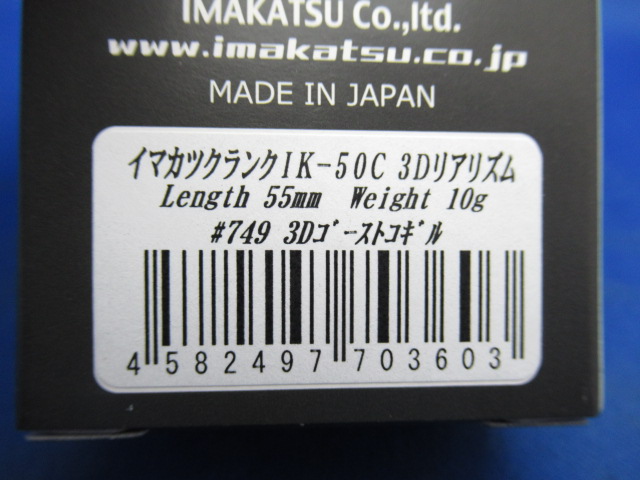 IMAKATSU Co.,ltd.
www.imakatsu.co.jp
MADE IN JAPAN
イマカツクランクIK-50C 3Dリアリズム
Length 55mm Weight 10g
#749 3Dｺﾞｰｽﾄｺｷﾞﾙ
4 582497 703603